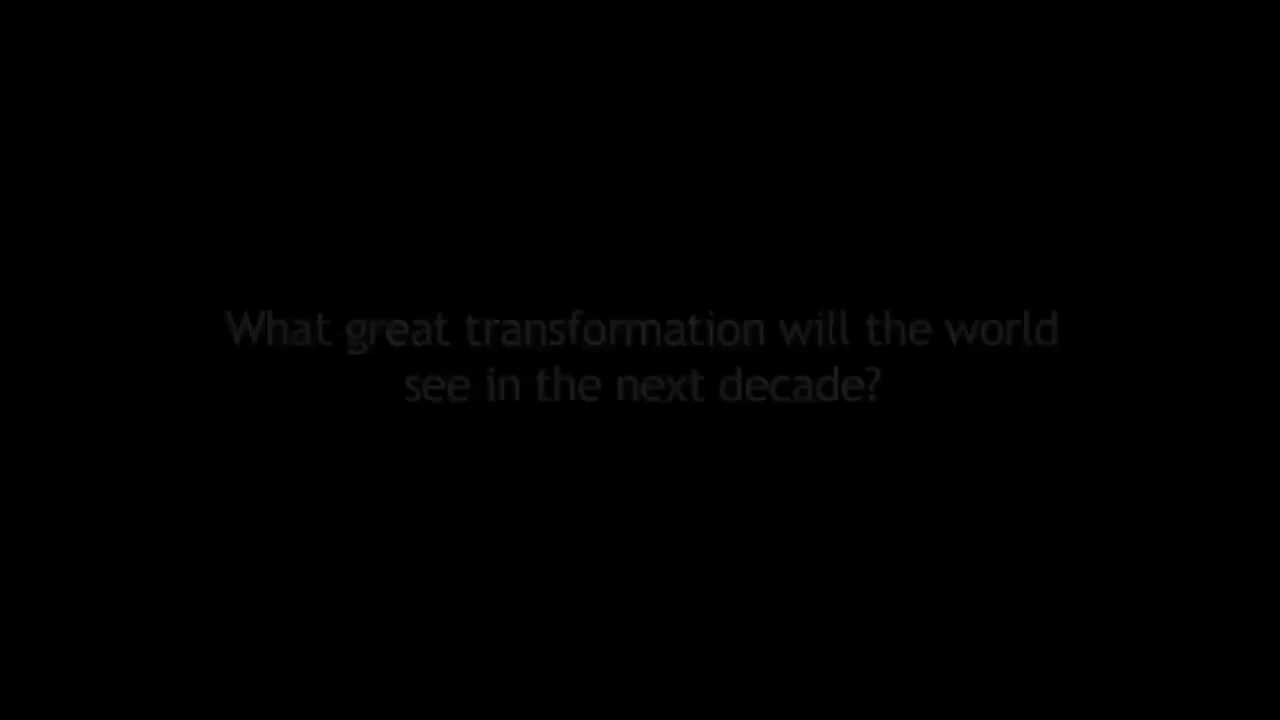 What great transformation will the world
see in the next decade?